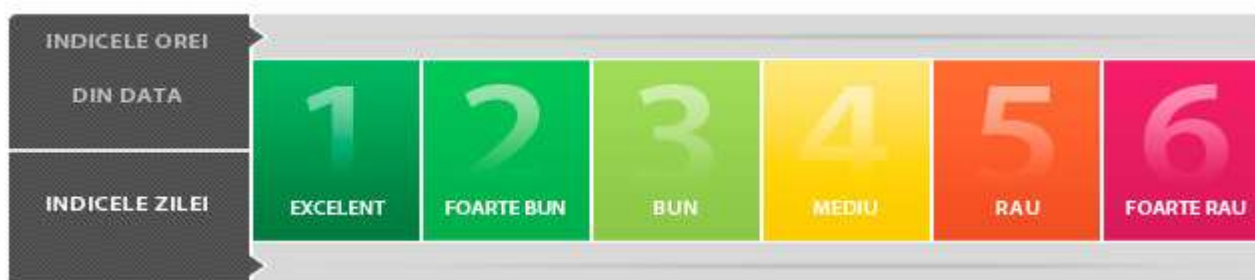 INDICELE OREI
DIN DATA
INDICELE ZILEI
1
EXCELENT
2
FOARTE BUN
3
BUN
4
MEDIU
5
RAU
6
FOARTE RAU